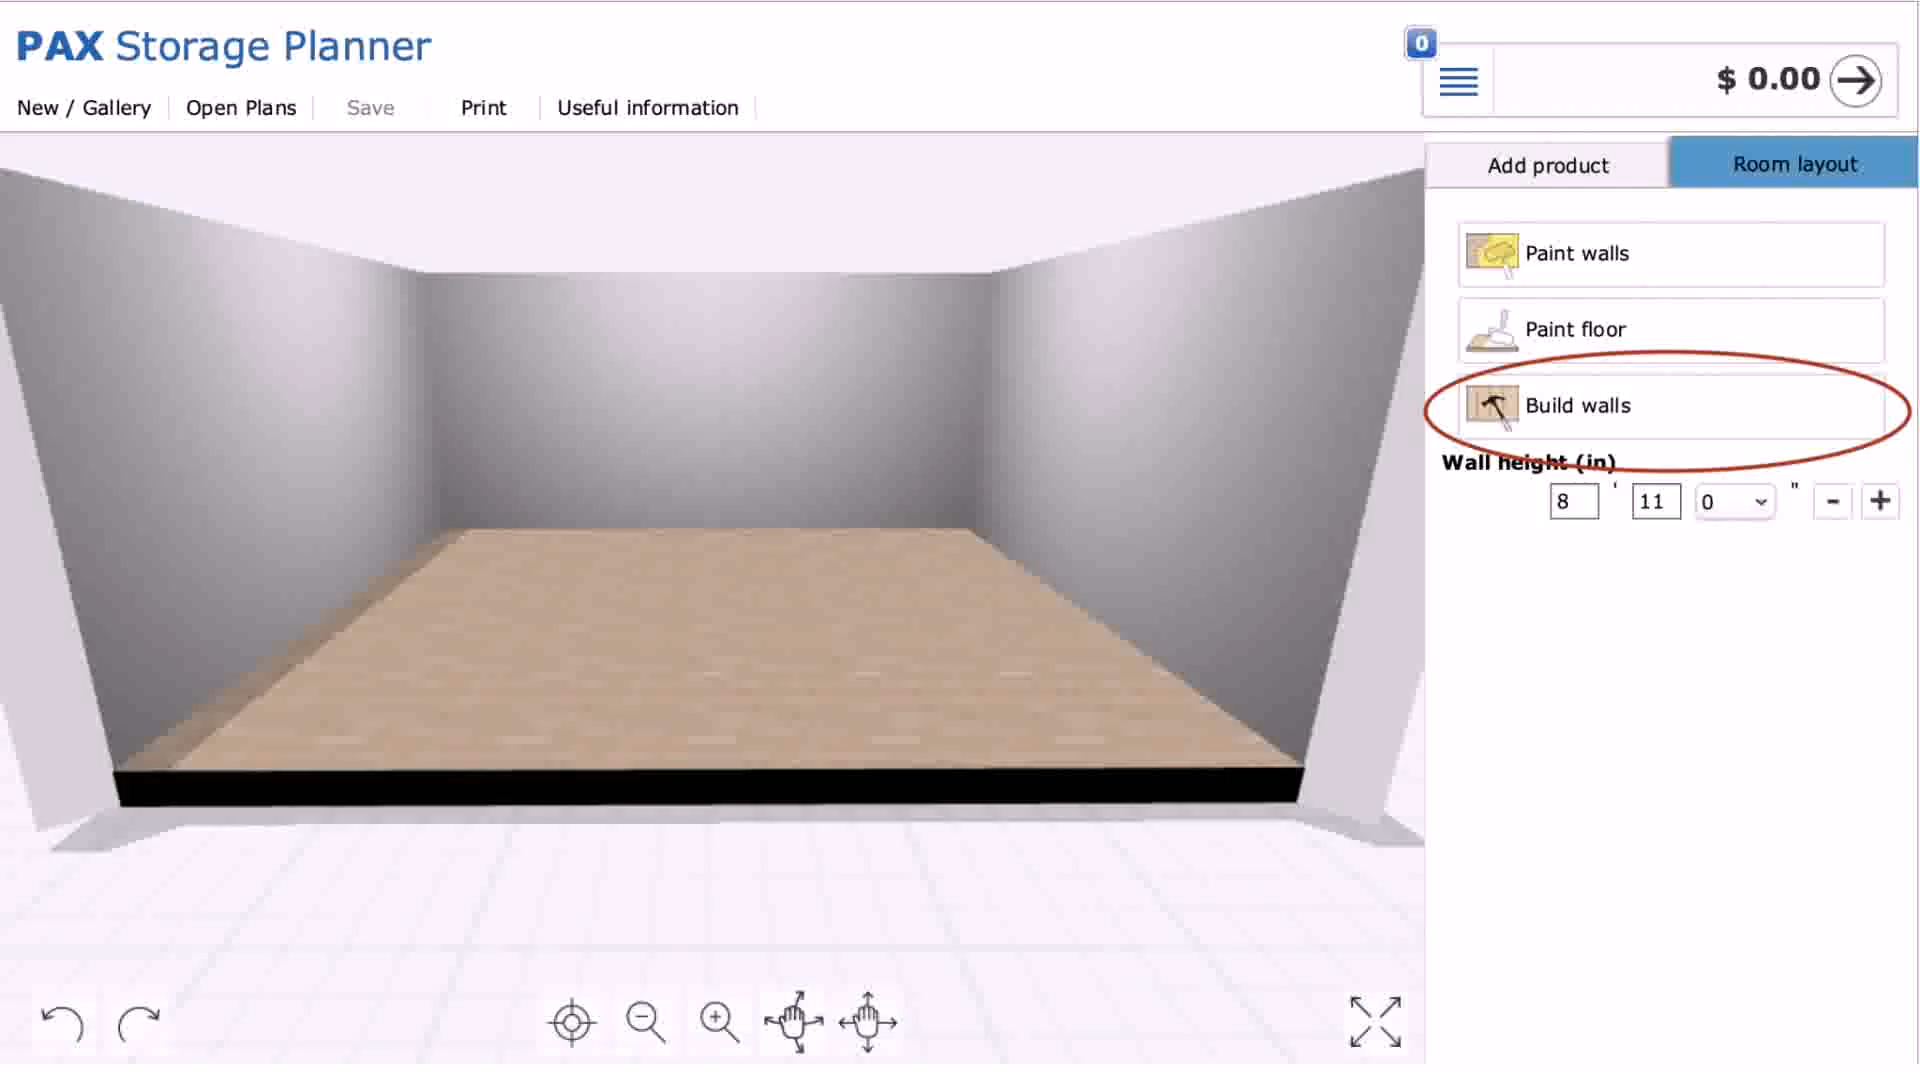 PAX Storage Planner
0
$ 0.00
New / Gallery Open Plans Save Print Useful information
Add product Room layout
Paint walls
Paint floor
Build walls
Wall height (in)
8 ' 11 0 " - +